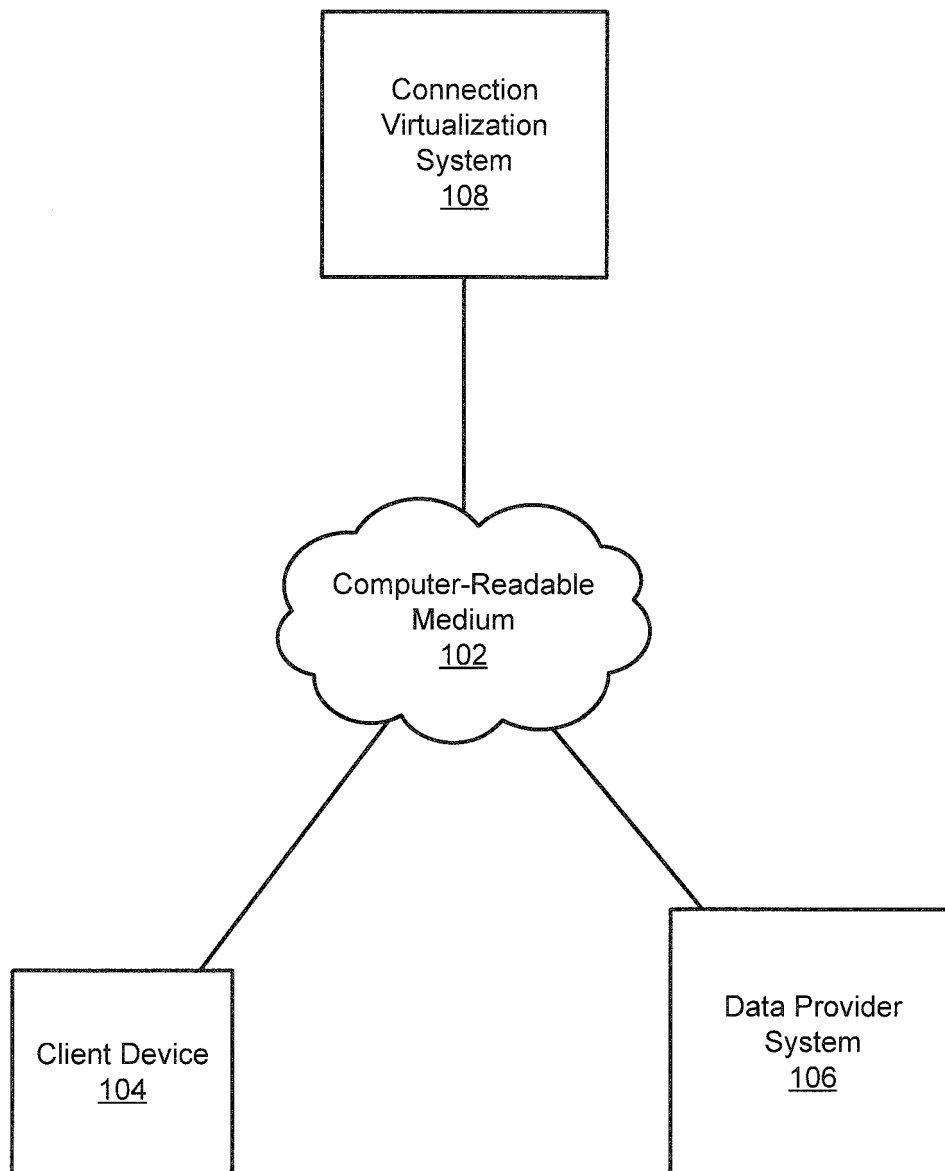 Connection
Virtualization
System
108
Computer-Readable
Medium
102
Client Device
104
Data Provider
System
106